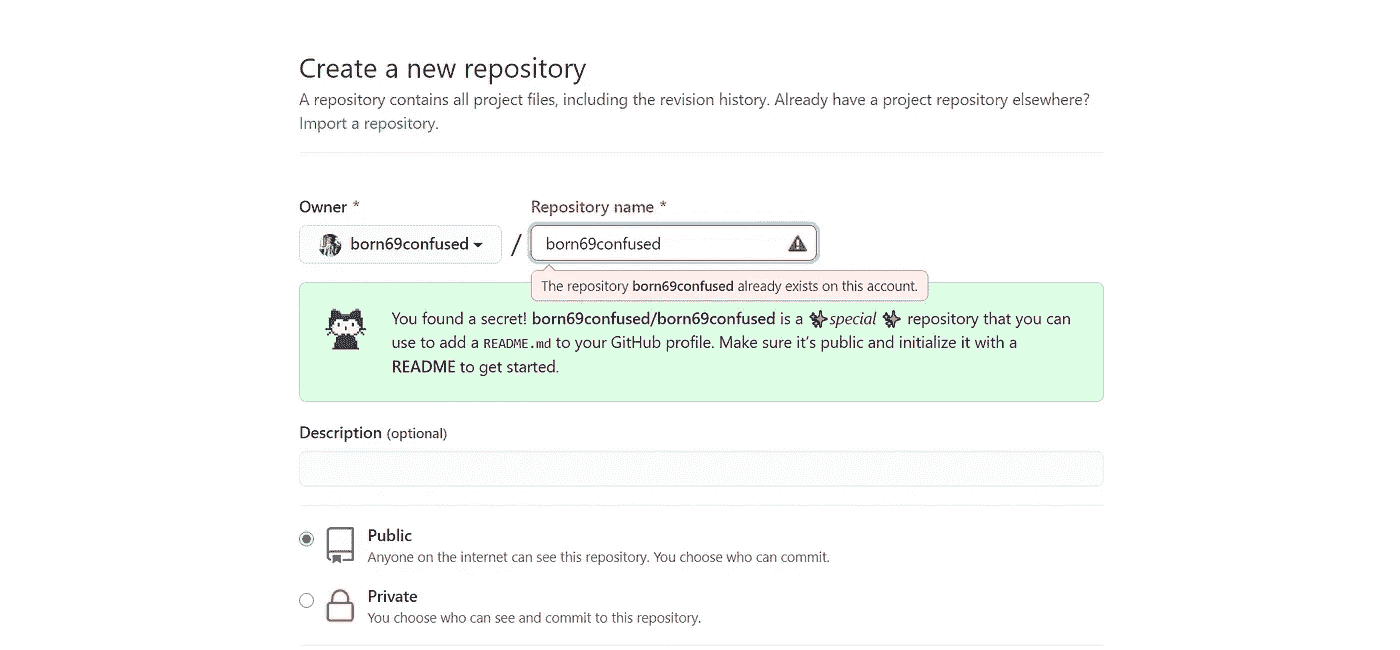 Create a new repository
A repository contains all project files, including the revision history. Already have a project repository elsewhere?
Import a repository.
Owner *
Repository name *
born69confused
/
born69confused
The repository born69confused already exists on this account.
You found a secret! born69confused/born69confused is a ✨special ✨ repository that you can
use to add a README.md to your GitHub profile. Make sure it’s public and initialize it with a
README to get started.
Description (optional)
Public
Anyone on the internet can see this repository. You choose who can commit.
Private
You choose who can see and commit to this repository.